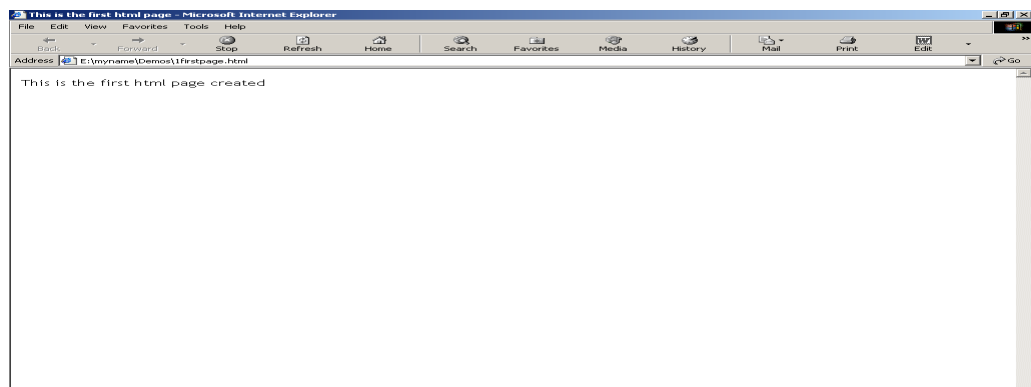 This is the first html page - Microsoft Internet Explorer
File Edit View Favorites Tools Help
Back Forward Stop Refresh Home Search Favorites Media History Mail Print Edit
Address E:\myname\Demos\1firstpage.html Go
This is the first html page created